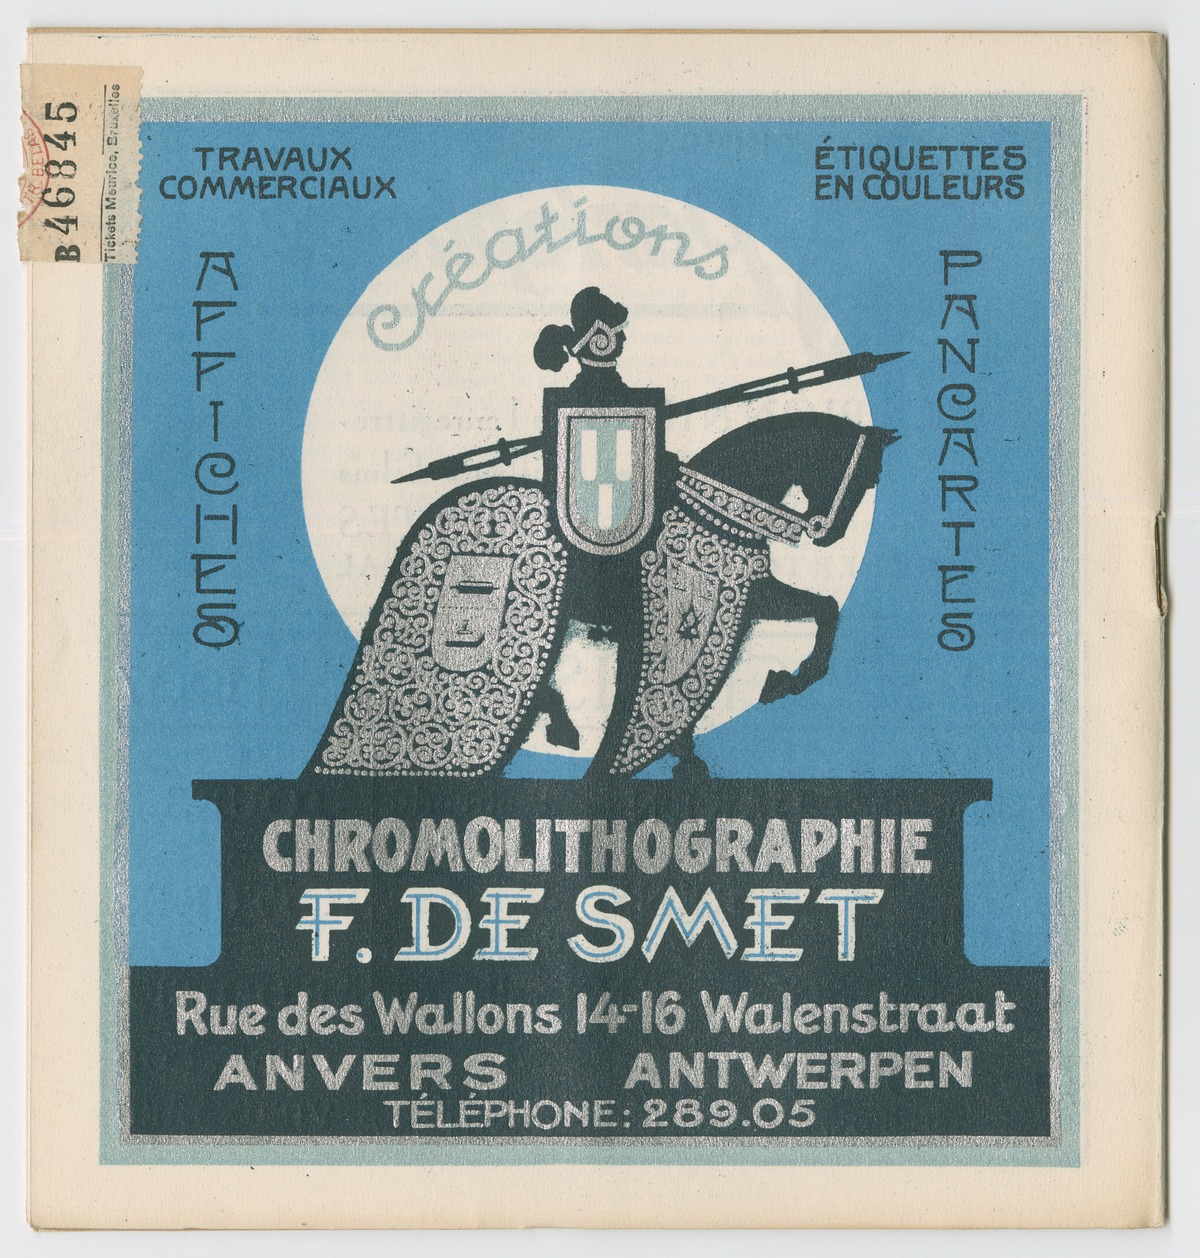 B46845
Tickets Meurice, Bruxelles
TRAVAUX
COMMERCIAUX
ÉTIQUETTES
EN COULEURS
créations
AFFICHES
PANCARTES
CHROMOLITHOGRAPHIE
F. DE SMET
Rue des Wallons 14-16 Walenstraat
ANVERS ANTWERPEN
TÉLÉPHONE: 289.05